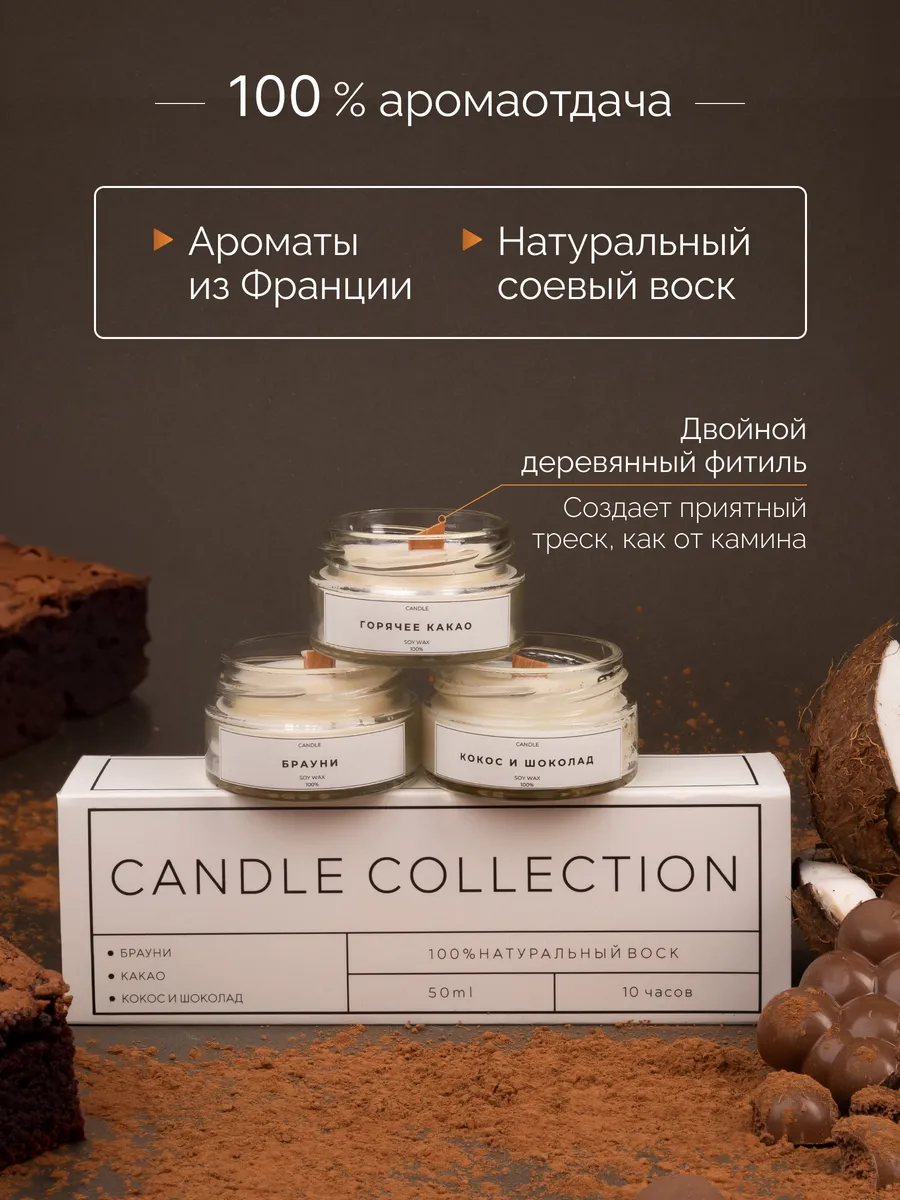 100 % аромаотдача
Ароматы
из Франции
Натуральный
соевый воск
Двойной
деревянный фитиль
Создает приятный
треск, как от камина
CANDLE
ГОРЯЧЕЕ КАКАО
SOY WAX
100%
CANDLE
БРАУНИ
SOY WAX
100%
CANDLE
КОКОС И ШОКОЛАД
SOY WAX
100%
CANDLE COLLECTION
• БРАУНИ
• КАКАО
• КОКОС И ШОКОЛАД
100%НАТУРАЛЬНЫЙ ВОСК
50ml
10 часов